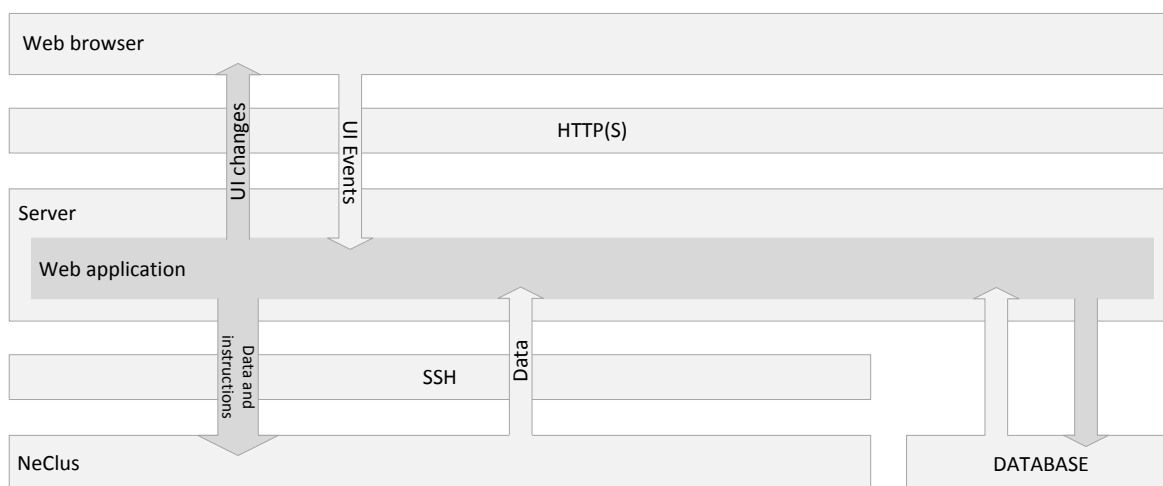 Web browser
UI changes
UI Events
HTTP(S)
Server
Web application
Data and
instructions
Data
SSH
NeClus
DATABASE